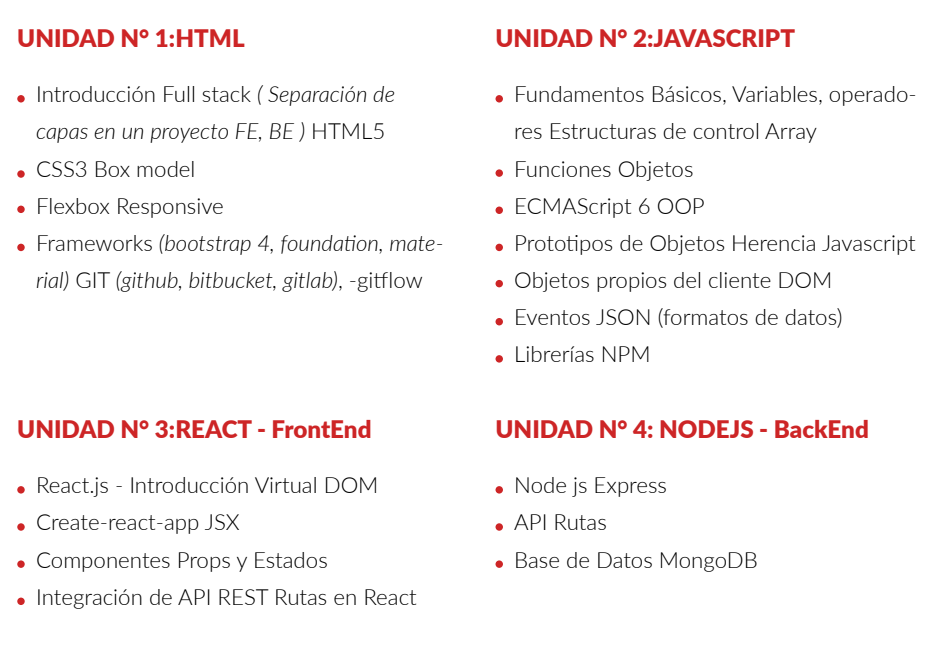 UNIDAD N° 1:HTML
Introducción Full stack ( Separación de
capas en un proyecto FE, BE ) HTML5
CSS3 Box model
Flexbox Responsive
Frameworks (bootstrap 4, foundation, mate-
rial) GIT (github, bitbucket, gitlab), -gitflow
UNIDAD N° 2:JAVASCRIPT
Fundamentos Básicos, Variables, operado-
res Estructuras de control Array
Funciones Objetos
ECMAScript 6 OOP
Prototipos de Objetos Herencia Javascript
Objetos propios del cliente DOM
Eventos JSON (formatos de datos)
Librerías NPM
UNIDAD N° 3:REACT - FrontEnd
React.js - Introducción Virtual DOM
Create-react-app JSX
Componentes Props y Estados
Integración de API REST Rutas en React
UNIDAD N° 4: NODEJS - BackEnd
Node js Express
API Rutas
Base de Datos MongoDB